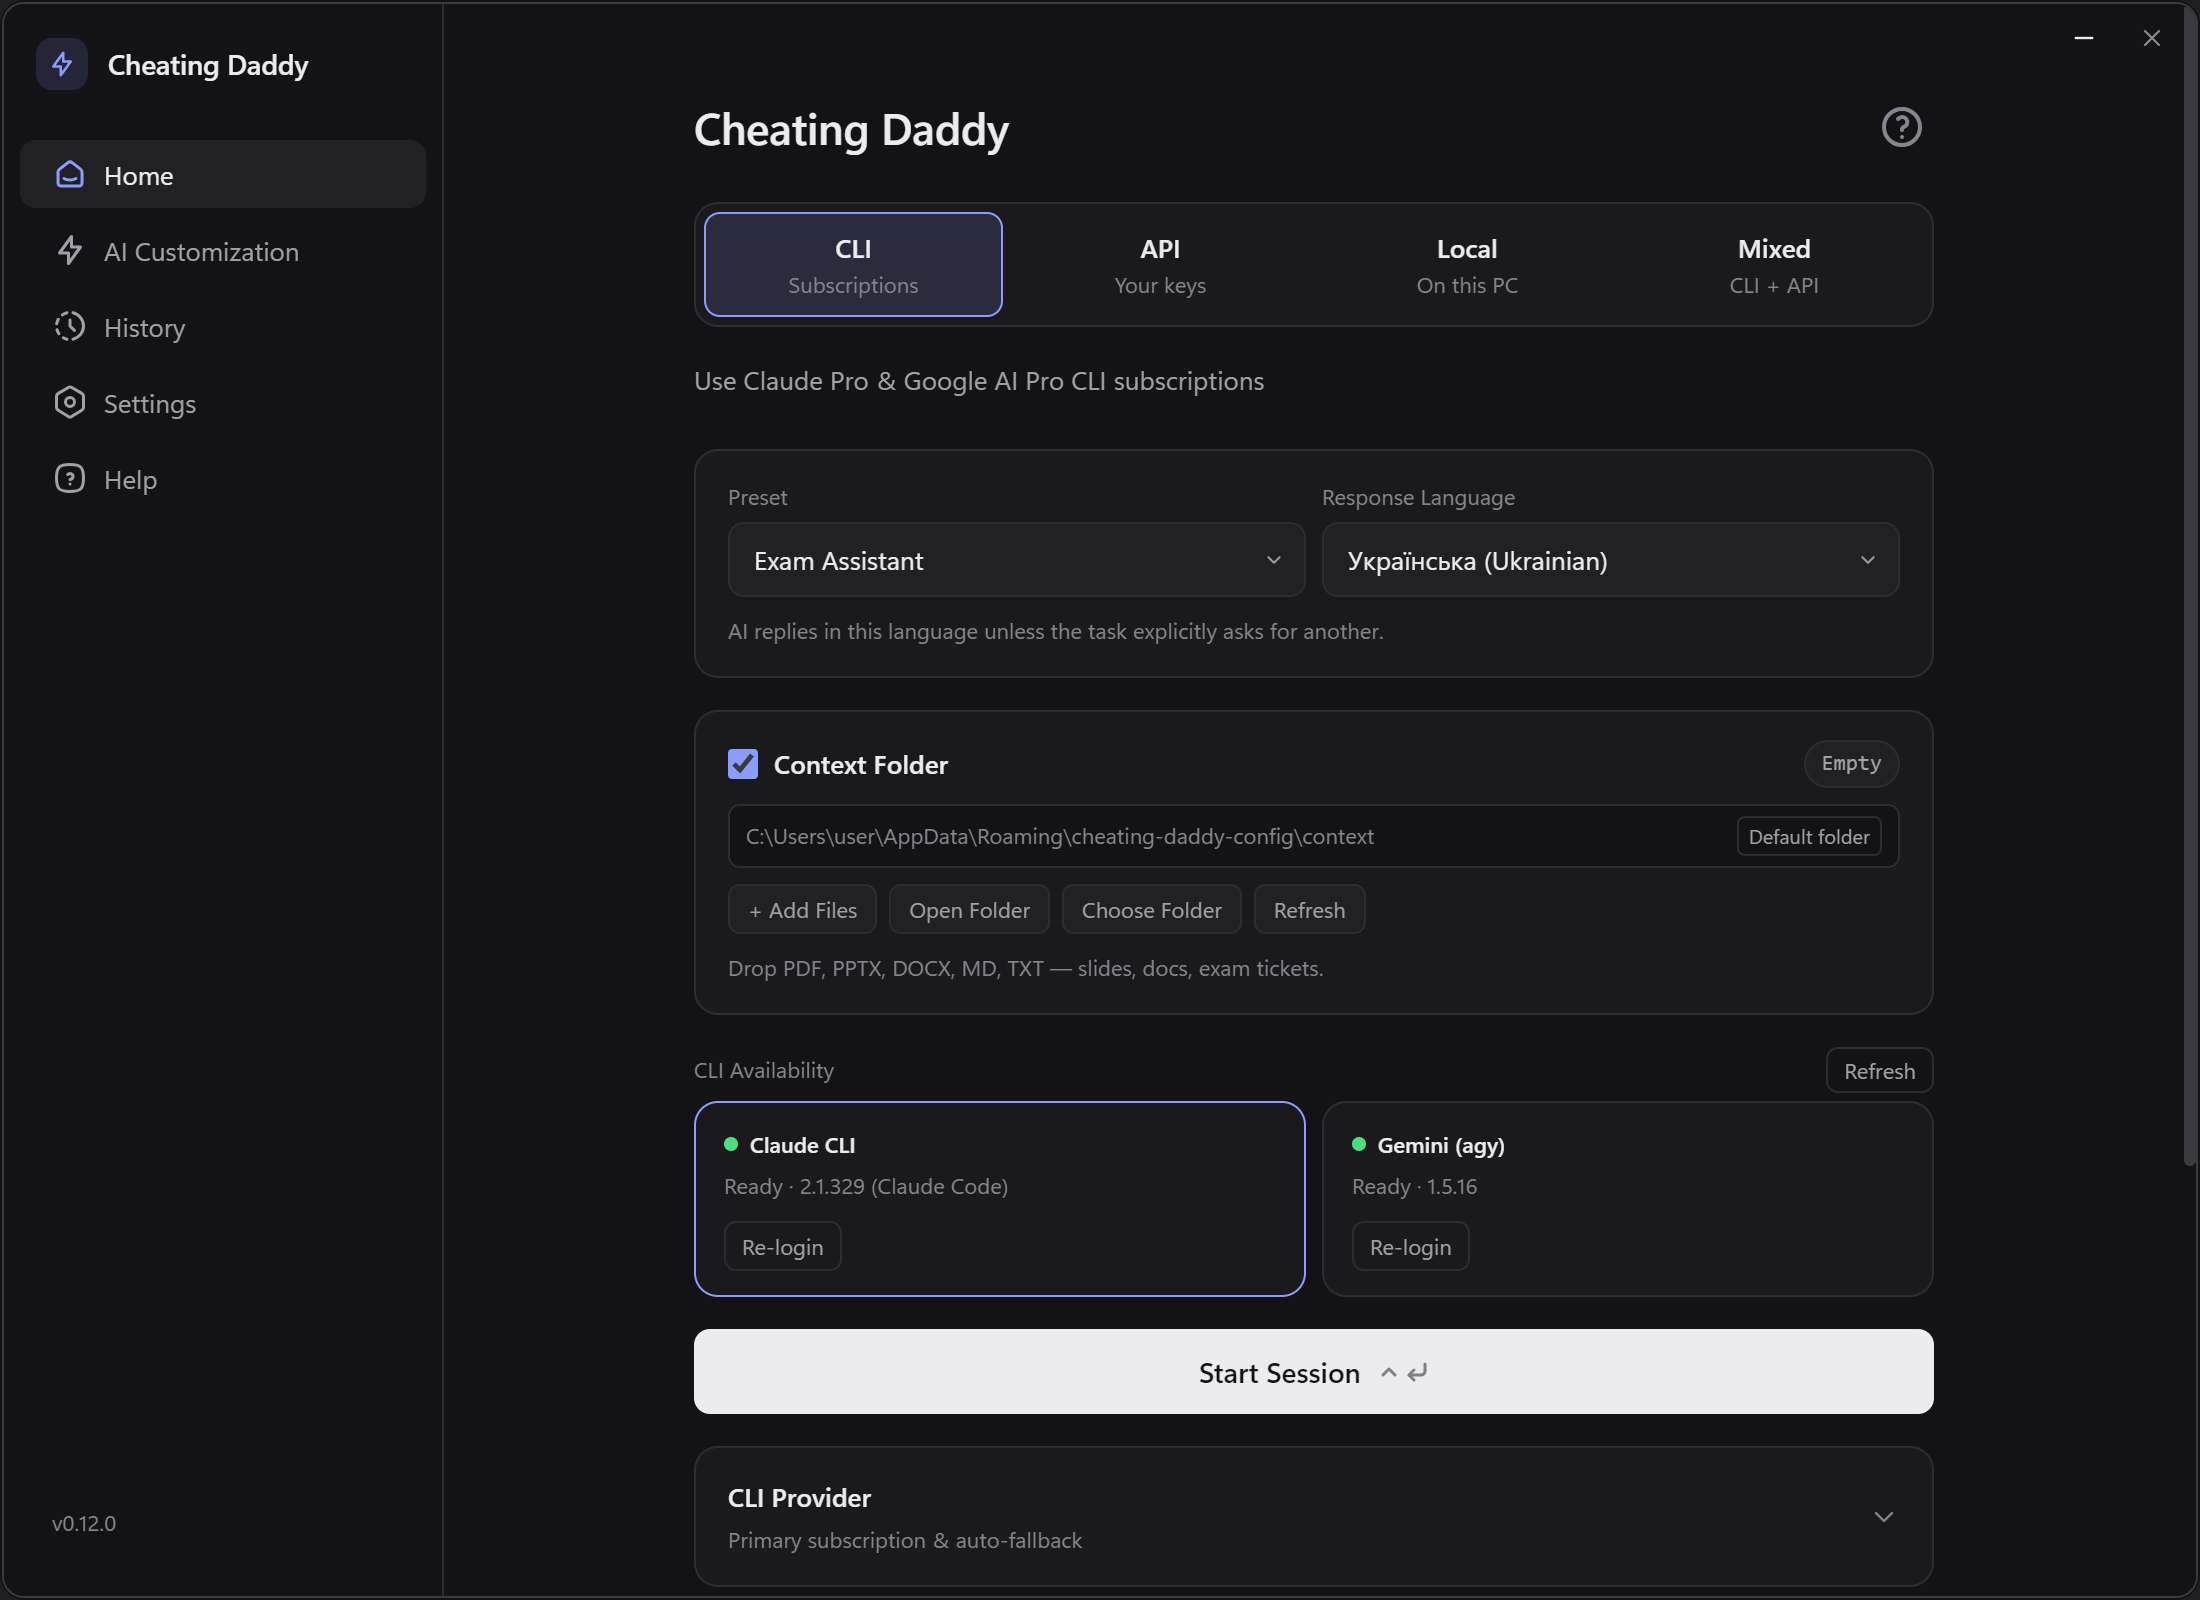 Cheating Daddy
Home
AI Customization
History
Settings
Help
v0.12.0
Cheating Daddy
CLI
Subscriptions
API
Your keys
Local
On this PC
Mixed
CLI + API
Use Claude Pro & Google AI Pro CLI subscriptions
Preset
Response Language
Exam Assistant
Українська (Ukrainian)
AI replies in this language unless the task explicitly asks for another.
Context Folder
Empty
C:\Users\user\AppData\Roaming\cheating-daddy-config\context
Default folder
+ Add Files
Open Folder
Choose Folder
Refresh
Drop PDF, PPTX, DOCX, MD, TXT — slides, docs, exam tickets.
CLI Availability
Refresh
Claude CLI
Ready · 2.1.329 (Claude Code)
Re-login
Gemini (agy)
Ready · 1.5.16
Re-login
Start Session
CLI Provider
Primary subscription & auto-fallback